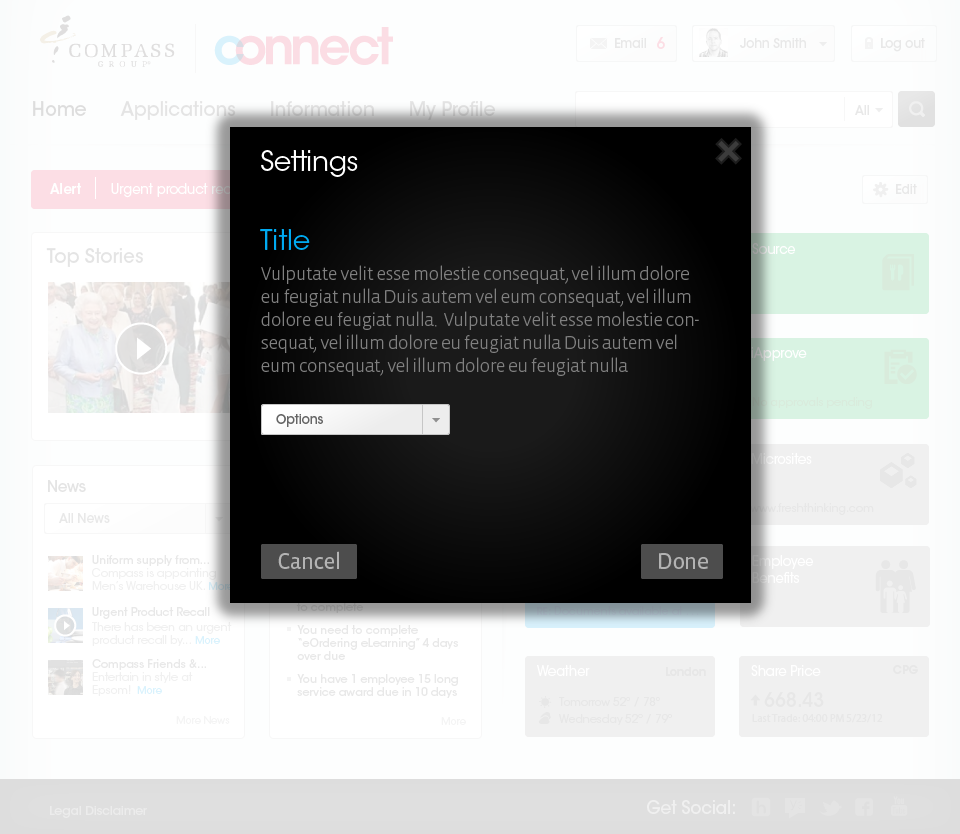 COMPASS
GROUP
connect
Email 6
John Smith
Log out
Home Applications Information My Profile
All
Alert Urgent product rec
Edit
Settings
Title
Vulputate velit esse molestie consequat, vel illum dolore
eu feugiat nulla Duis autem vel eum consequat, vel illum
dolore eu feugiat nulla. Vulputate velit esse molestie con-
sequat, vel illum dolore eu feugiat nulla Duis autem vel
eum consequat, vel illum dolore eu feugiat nulla
Options
Cancel
Done
Top Stories
News
All News
Uniform supply from...
Compass is appointing
Men's Warehouse UK.
Urgent Product Recall
There has been an urgent
product recall by... More
Compass Friends &...
Entertain in style at
Epsom! More
More News
to complete
You need to complete
"eOrdering eLearning" 4 days
over due
You have 1 employee 15 long
service award due in 10 days
More
Source
Approve
pending
Microsites
www.freshthinking.com
Employee
Benefits
Weather London
Tomorrow 52° / 78°
Wednesday 52° / 79°
Share Price CPG
668.43
Last Trade: 04:00 PM 5/33/12
Legal Disclaimer
Get Social: